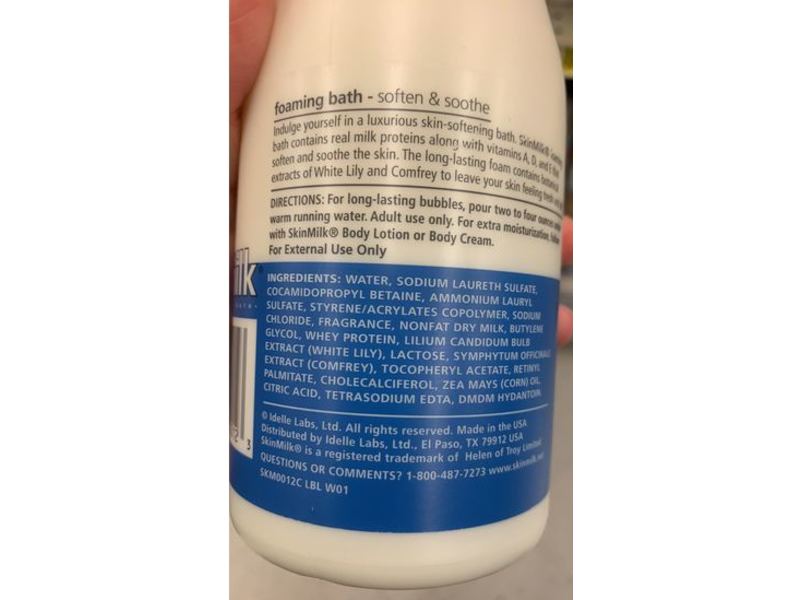 foaming bath - soften & soothe
Indulge yourself in a luxurious skin-softening bath. SkinMilk®
bath contains real milk proteins along with vitamins A, D, and E that
soften and soothe the skin. The long-lasting foam contains botanical
extracts of White Lily and Comfrey to leave your skin feeling fresh
DIRECTIONS: For long-lasting bubbles, pour two to four ounces under
warm running water. Adult use only. For extra moisturization, follow
with SkinMilk® Body Lotion or Body Cream.
For External Use Only
lk
INGREDIENTS: WATER, SODIUM LAURETH SULFATE,
COCAMIDOPROPYL BETAINE, AMMONIUM LAURYL
SULFATE, STYRENE/ACRYLATES COPOLYMER, SODIUM
CHLORIDE, FRAGRANCE, NONFAT DRY MILK, BUTYLENE
GLYCOL, WHEY PROTEIN, LILIUM CANDIDUM BULB
EXTRACT (WHITE LILY), LACTOSE, SYMPHYTUM OFFICINALE
EXTRACT (COMFREY), TOCOPHERYL ACETATE, RETINYL
PALMITATE, CHOLECALCIFEROL, ZEA MAYS (CORN) OIL,
CITRIC ACID, TETRASODIUM EDTA, DMDM HYDANTOIN.
© Idelle Labs, Ltd. All rights reserved. Made in the USA
Distributed by Idelle Labs, Ltd., El Paso, TX 79912 USA
SkinMilk® is a registered trademark of Helen of Troy Limited.
QUESTIONS OR COMMENTS? 1-800-487-7273 www.skinmilk.net
SKM0012C LBL W01
2 3